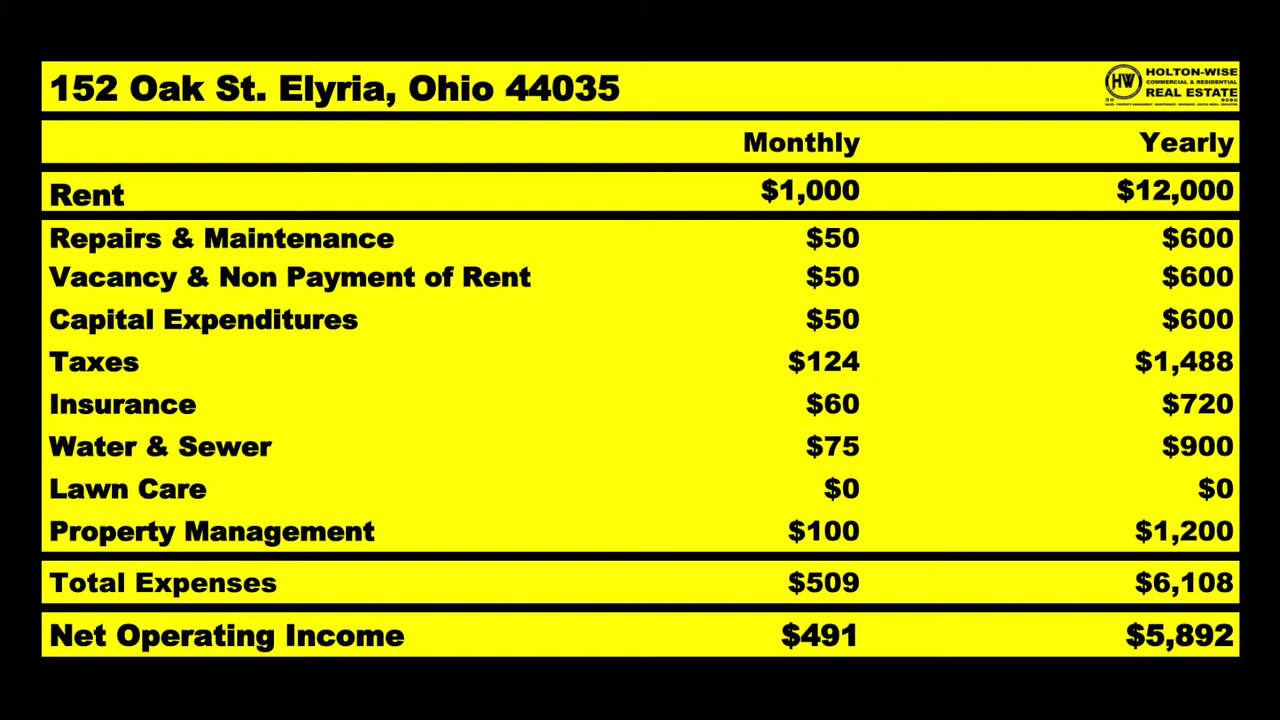 152 Oak St. Elyria, Ohio 44035
HW HOLTON-WISE
COMMERCIAL & RESIDENTIAL
REAL ESTATE
Monthly Yearly
Rent $1,000 $12,000
Repairs & Maintenance $50 $600
Vacancy & Non Payment of Rent $50 $600
Capital Expenditures $50 $600
Taxes $124 $1,488
Insurance $60 $720
Water & Sewer $75 $900
Lawn Care $0 $0
Property Management $100 $1,200
Total Expenses $509 $6,108
Net Operating Income $491 $5,892